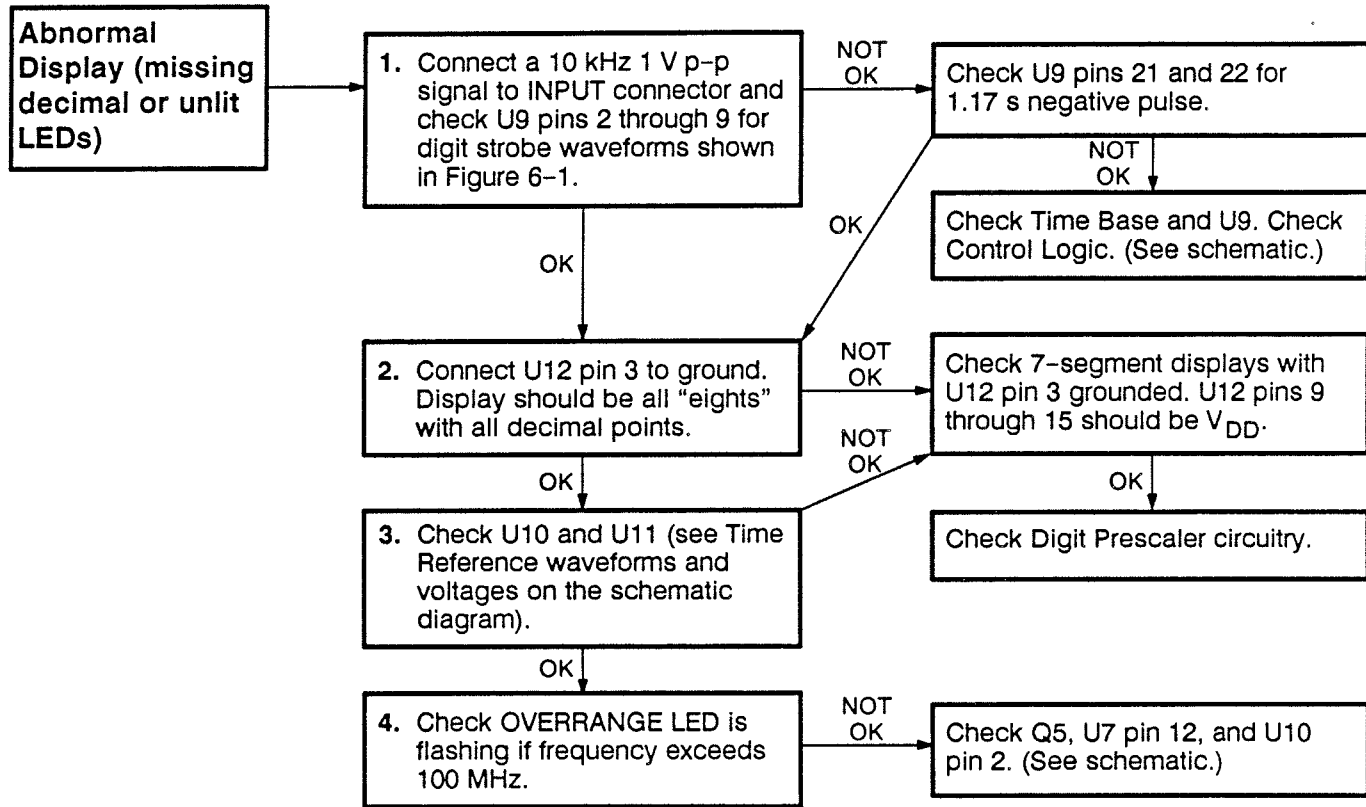 Abnormal
Display (missing
decimal or unlit
LEDs)
1. Connect a 10 kHz 1 V p-p
signal to INPUT connector and
check U9 pins 2 through 9 for
digit strobe waveforms shown
in Figure 6-1.
NOT
OK
Check U9 pins 21 and 22 for
1.17 s negative pulse.
NOT
OK
Check Time Base and U9. Check
Control Logic. (See schematic.)
OK
OK
2. Connect U12 pin 3 to ground.
Display should be all “eights”
with all decimal points.
NOT
OK
Check 7-segment displays with
U12 pin 3 grounded. U12 pins 9
through 15 should be VDD.
NOT
OK
OK
OK
3. Check U10 and U11 (see Time
Reference waveforms and
voltages on the schematic
diagram).
Check Digit Prescaler circuitry.
OK
4. Check OVERRANGE LED is
flashing if frequency exceeds
100 MHz.
NOT
OK
Check Q5, U7 pin 12, and U10
pin 2. (See schematic.)